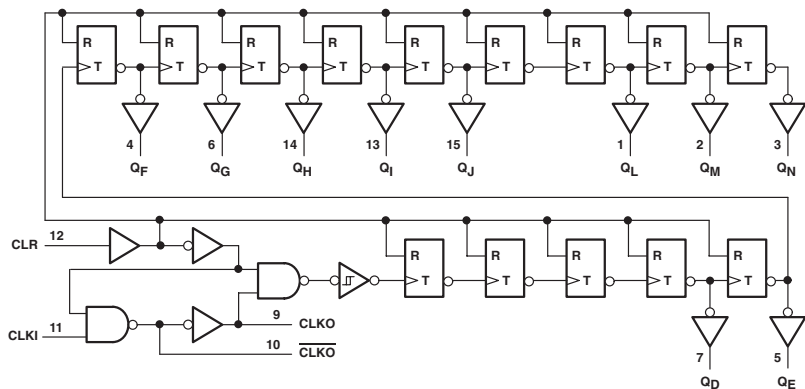 R R R R R R R R R
T T T T T T T T T
4 6 14 13 15 1 2 3
QF QG QH QI QJ QL QM QN
CLR 12
R R R R R
T T T T T
9 CLKO
CLKI 11
10 C̅L̅K̅O̅
7 5
QD QE